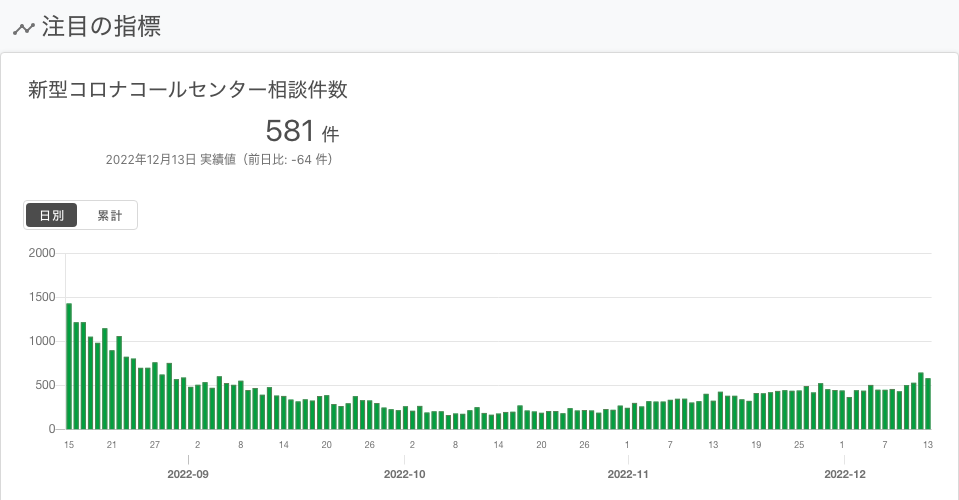 注目の指標
新型コロナコールセンター相談件数
581 件
2022年12月13日 実績値（前日比: -64 件）
日別 累計
2000
1500
1000
500
0
15 21 27 2 8 14 20 26 2 8 14 20 26 1 7 13 19 25 1 7 13
2022-09 2022-10 2022-11 2022-12